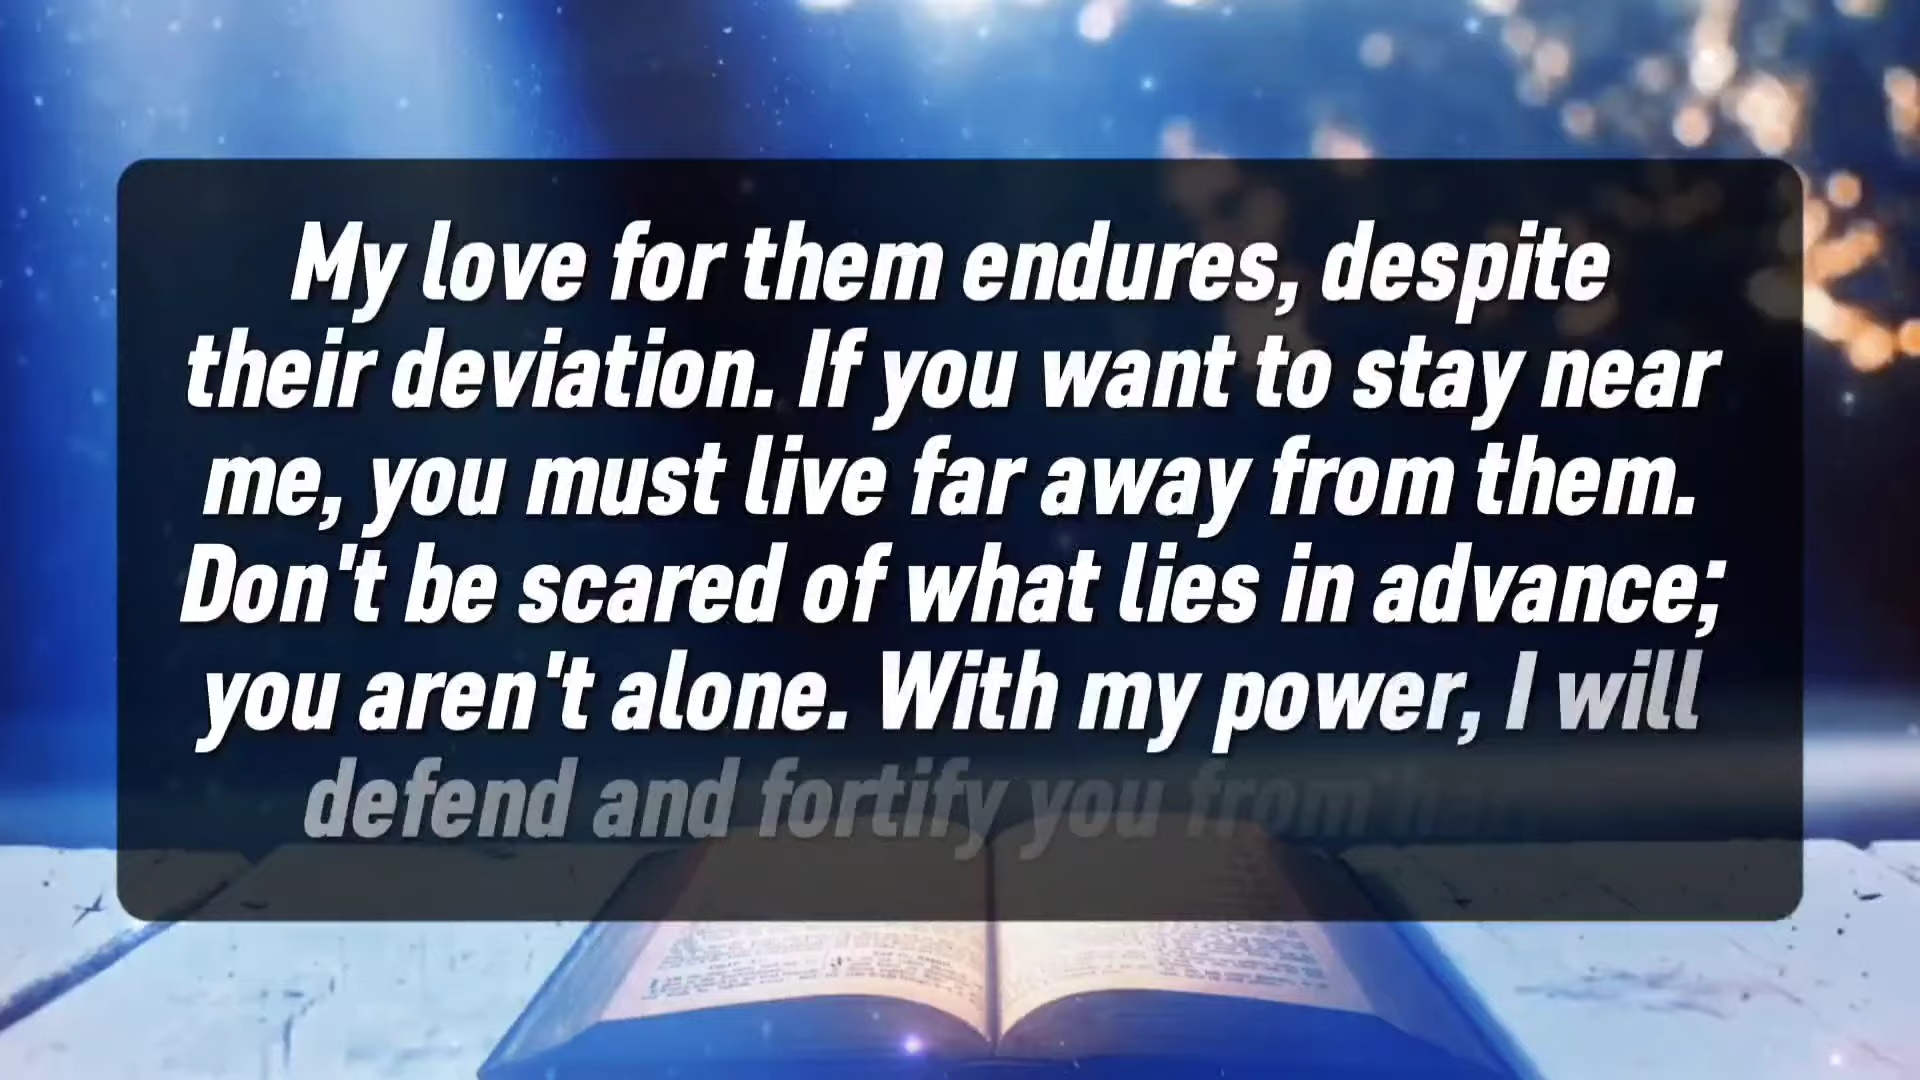 My love for them endures, despite
their deviation. If you want to stay near
me, you must live far away from them.
Don't be scared of what lies in advance;
you aren't alone. With my power, I will
defend and fortify you from